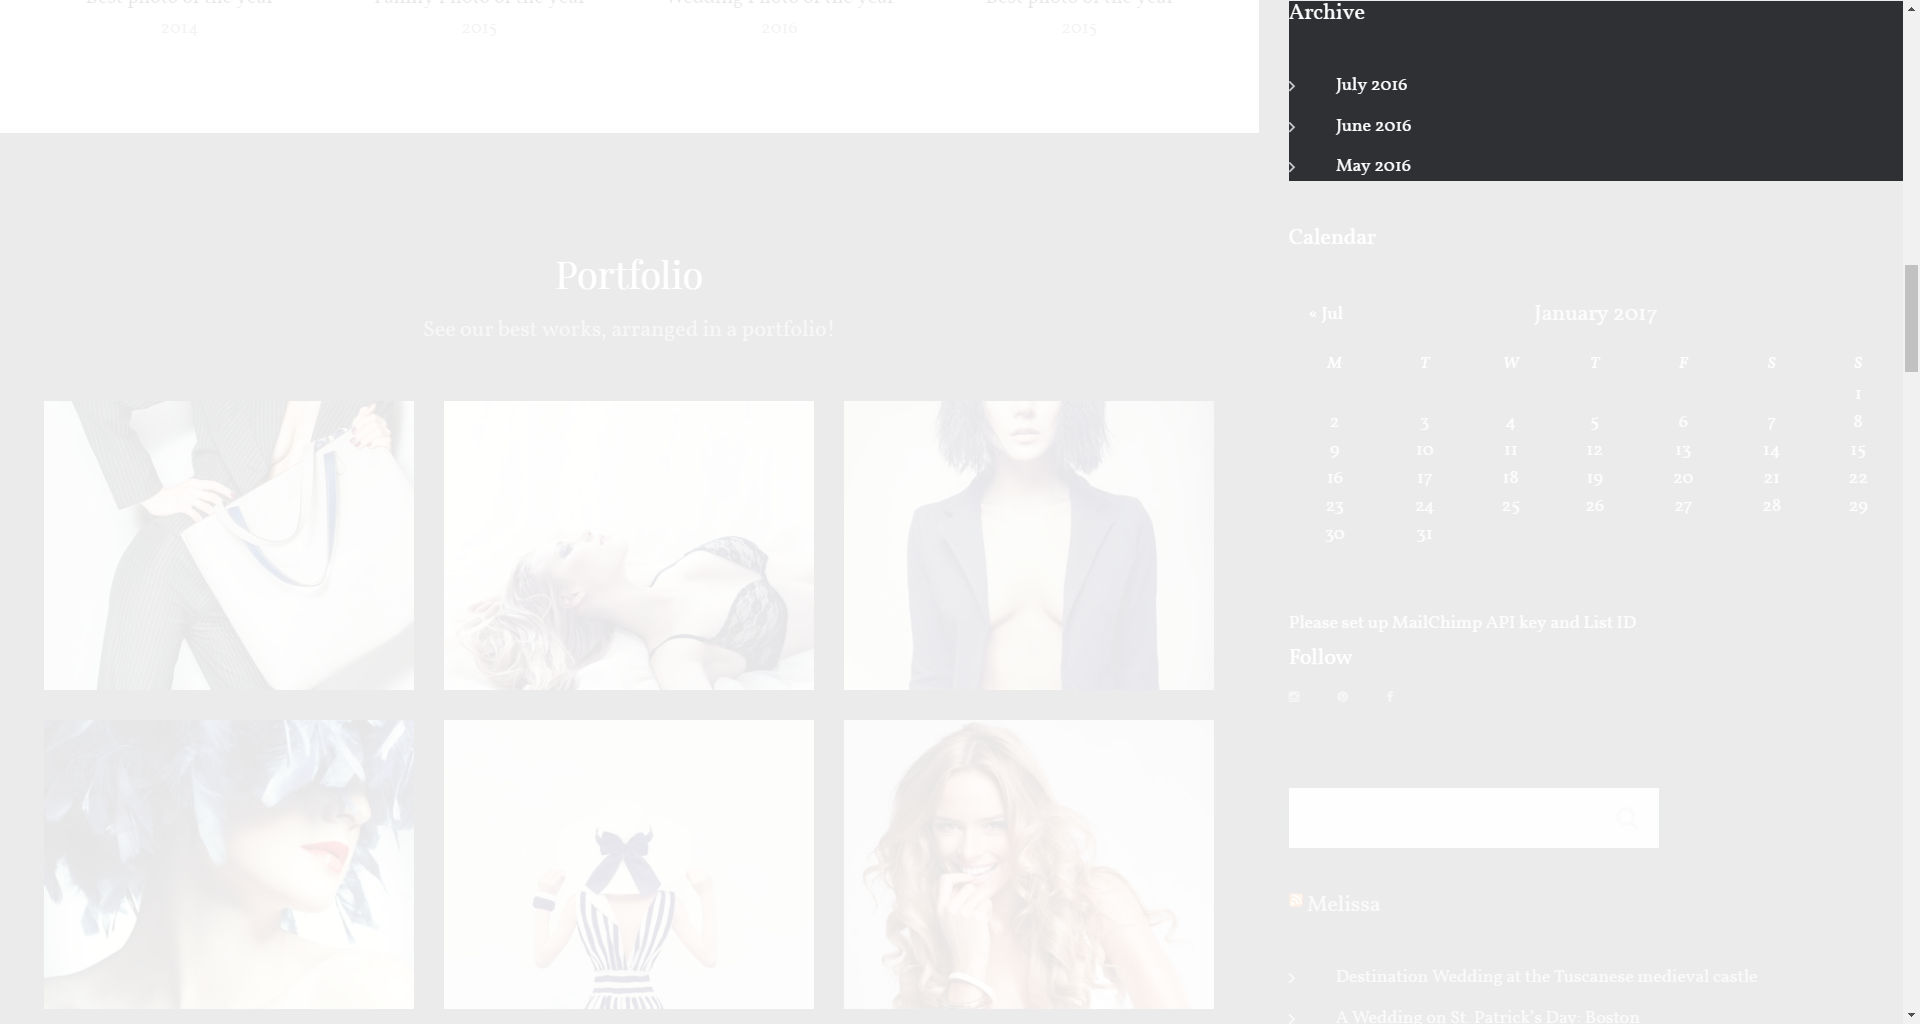 Best photo of the year
2014
Family Photo of the year
2015
Wedding Photo of the year
2016
Best photo of the year
2015
Portfolio
See our best works, arranged in a portfolio!
Archive
July 2016
June 2016
May 2016
Calendar
« Jul January 2017
M T W T F S S
1
2 3 4 5 6 7 8
9 10 11 12 13 14 15
16 17 18 19 20 21 22
23 24 25 26 27 28 29
30 31
Please set up MailChimp API key and List ID
Follow
Melissa
Destination Wedding at the Tuscanese medieval castle
A Wedding on St. Patrick's Day: Boston